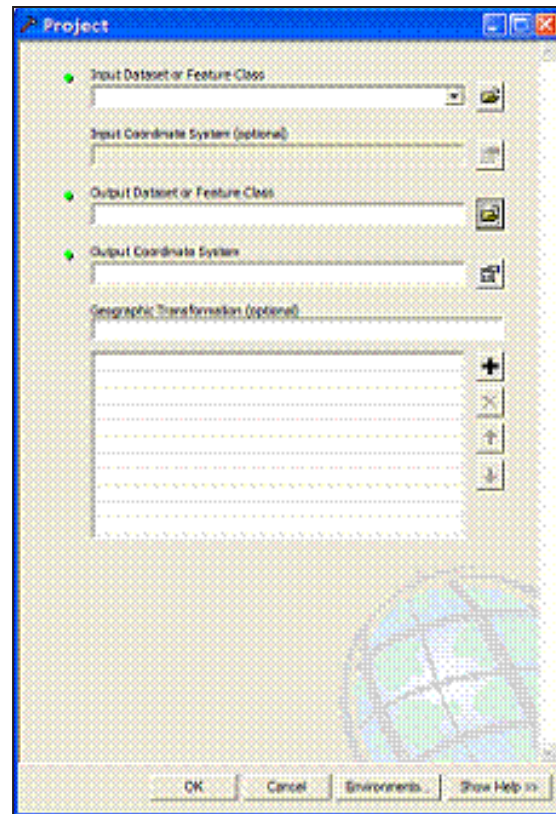 Project
Input Dataset or Feature Class
Input Coordinate System (optional)
Output Dataset or Feature Class
Output Coordinate System
Geographic Transformation (optional)
OK
Cancel
Environments...
Show Help >>